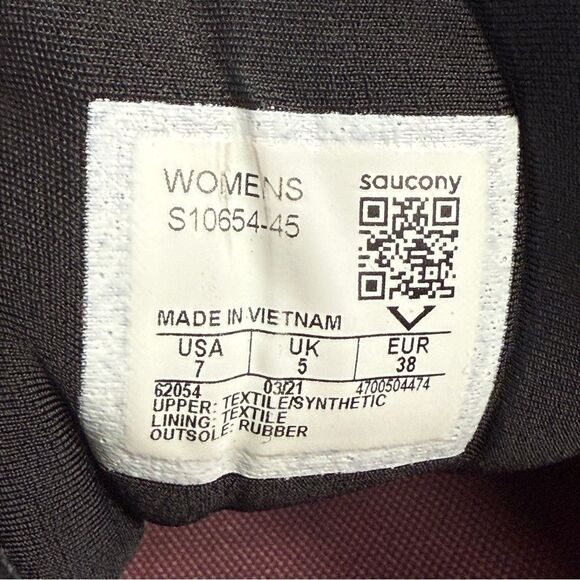 WOMENS
S10654-45
saucony
MADE IN VIETNAM
USA UK EUR
7 5 38
62054 03/21 4700504474
UPPER: TEXTILE/SYNTHETIC
LINING: TEXTILE
OUTSOLE: RUBBER